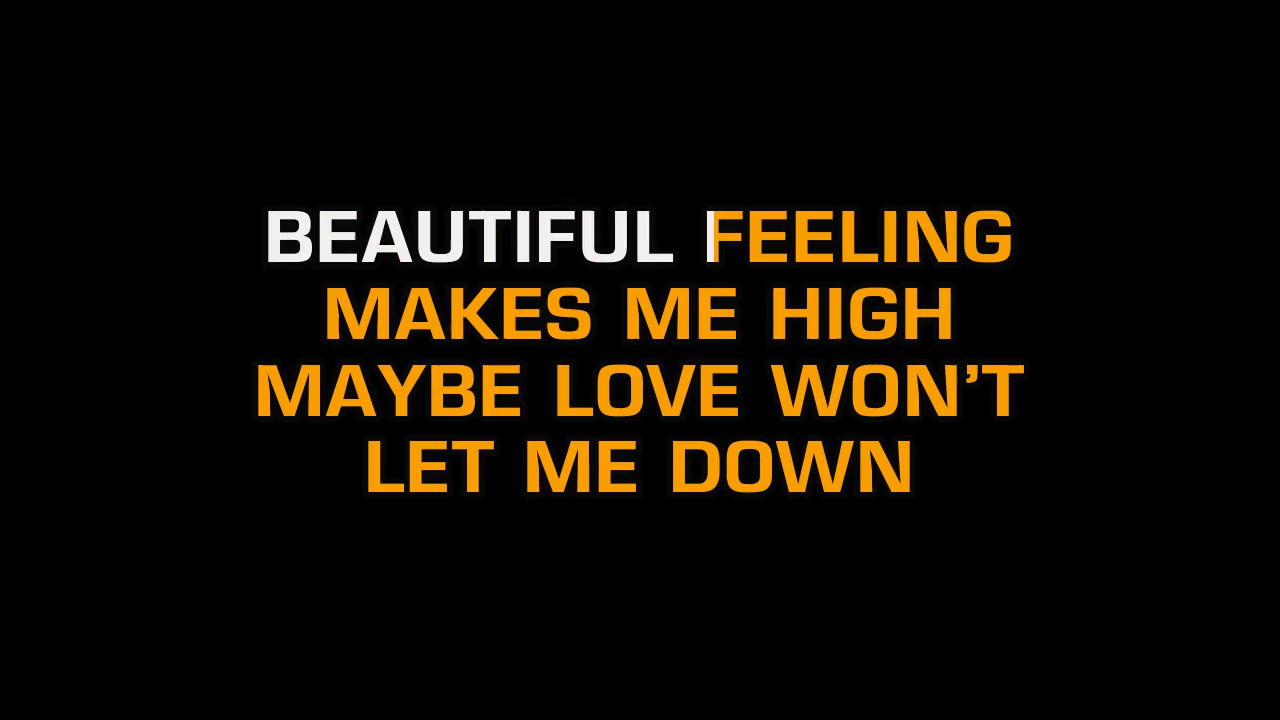 BEAUTIFUL FEELING
MAKES ME HIGH
MAYBE LOVE WON'T
LET ME DOWN